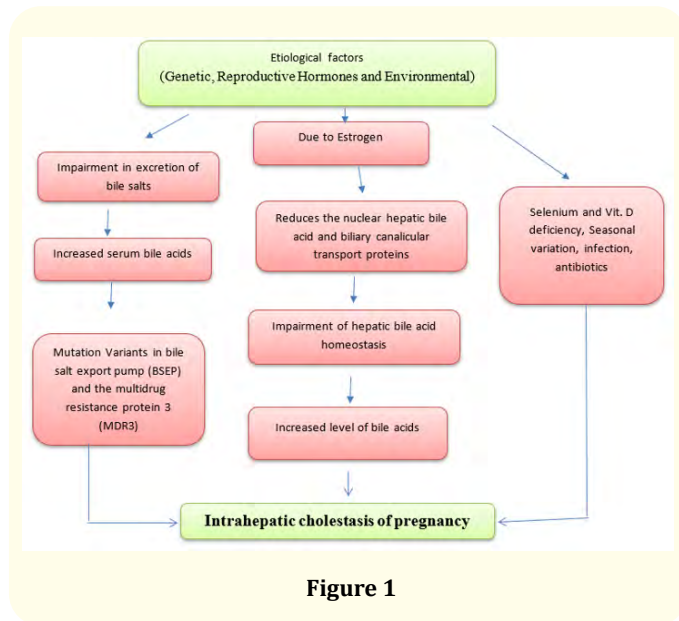 Etiological factors
(Genetic, Reproductive Hormones and Environmental)
Impairment in excretion of
bile salts
Increased serum bile acids
Mutation Variants in bile
salt export pump (BSEP)
and the multidrug
resistance protein 3
(MDR3)
Due to Estrogen
Reduces the nuclear hepatic bile
acid and biliary canalicular
transport proteins
Impairment of hepatic bile acid
homeostasis
Increased level of bile acids
Selenium and Vit. D
deficiency, Seasonal
variation, infection,
antibiotics
Intrahepatic cholestasis of pregnancy
Figure 1